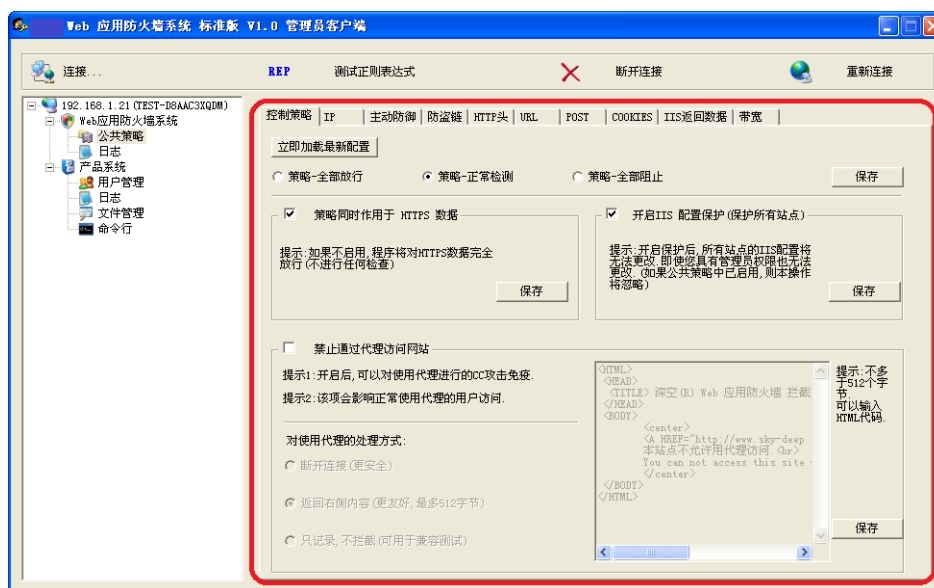 Web 应用防火墙系统 标准版 V1.0 管理员客户端
连接... REP 测试正则表达式 断开连接 重新连接
192.168.1.21(TEST-D8AAC3XQDM)
Web应用防火墙系统
公共策略
日志
产品系统
用户管理
日志
文件管理
命令行
控制策略 IP 主动防御 防盗链 HTTP头 URL POST COOKIES IIS返回数据 带宽
立即加载最新配置
策略-全部放行 策略-正常检测 策略-全部阻止 保存
策略同时作用于 HTTPS 数据
提示:如果不启用,程序将对HTTPS数据完全
放行(不进行任何检查)
保存
开启IIS 配置保护(保护所有站点)
提示:开启保护后,所有站点的IIS配置将
无法更改.即使您具有管理员权限也无法
更改.(如果公共策略中已启用,则本操作
将忽略)
保存
禁止通过代理访问网站
提示1:开启后,可以对使用代理进行的CC攻击免疫.
提示2:该项会影响正常使用代理的用户访问.
对使用代理的处理方式:
断开连接(更安全)
返回右侧内容(更友好,最多512字节)
只记录,不拦截(可用于兼容测试)
<HTML>
<HEAD>
<TITLE> 深空(R) Web 应用防火墙 拦截
</HEAD>
<BODY>
<center>
<A HREF="http://www.sky-deep.
本站点不允许用代理访问.<br>
You can not access this site
</center>
</BODY>
</HTML>
提示:不多
于512个字
节.
可以输入
HTML代码.
保存